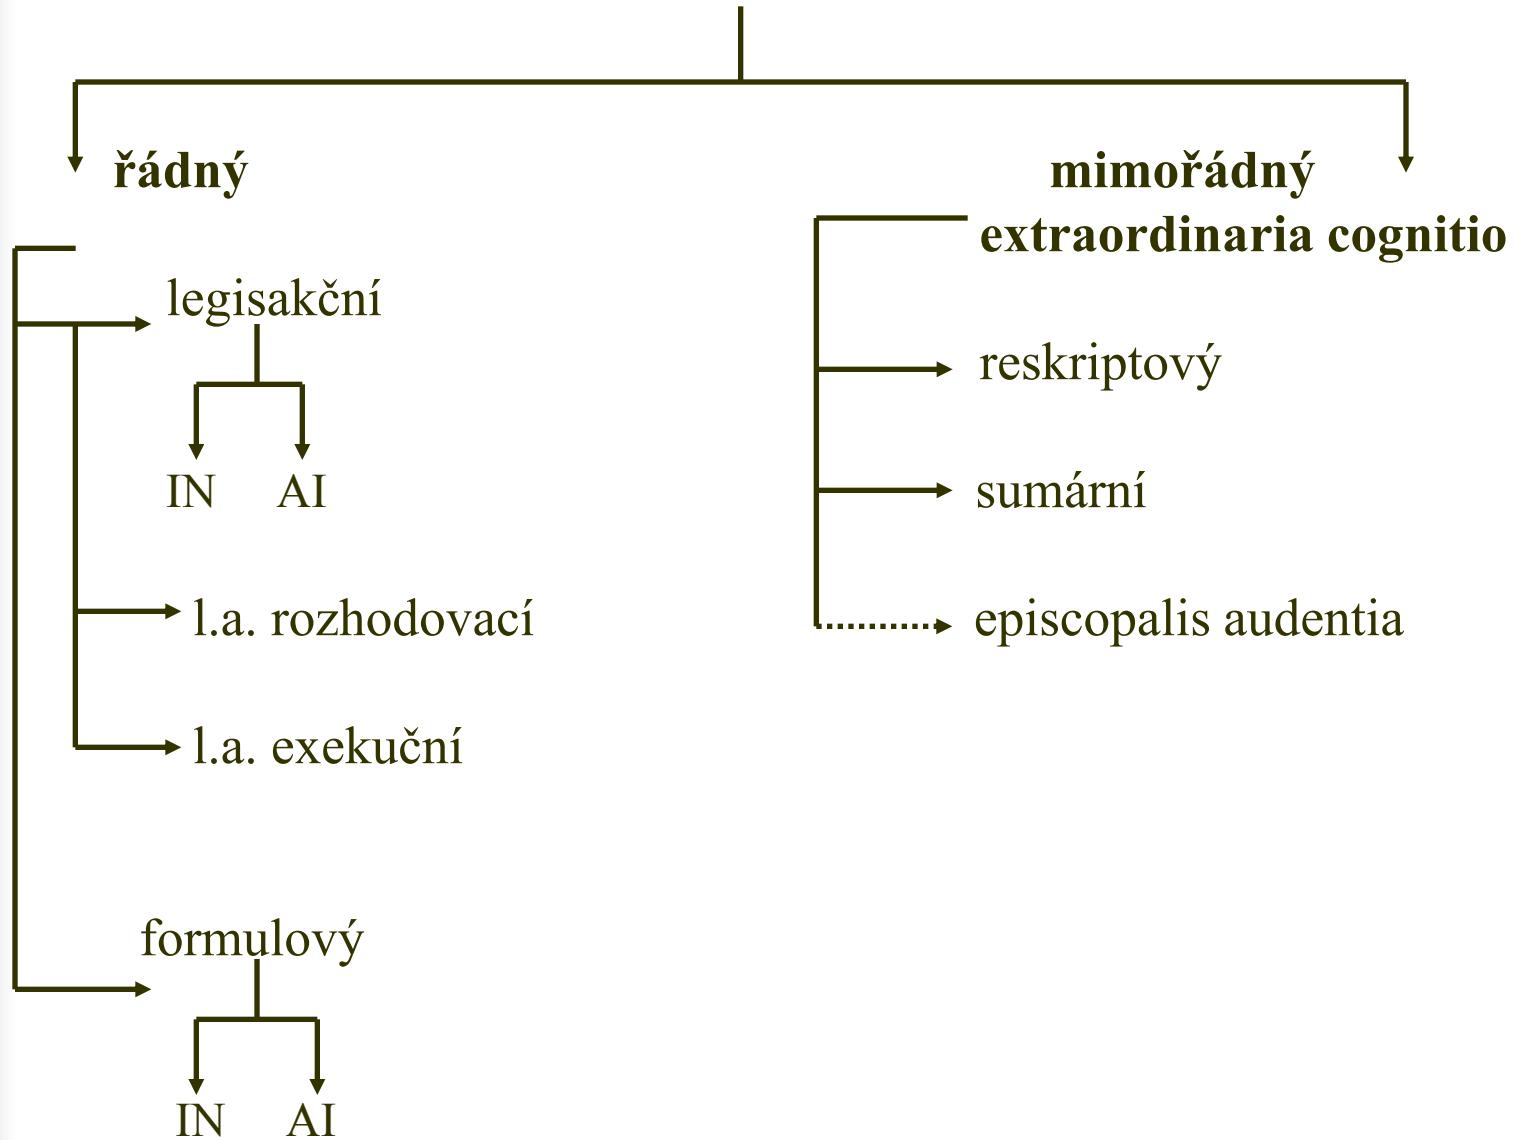 řádný
mimořádný
extraordinaria cognitio
legisakční
IN AI
l.a. rozhodovací
l.a. exekuční
formulový
IN AI
reskriptový
sumární
episcopalis audentia